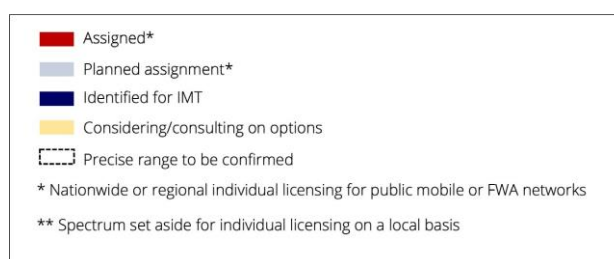 Assigned*
Planned assignment*
Identified for IMT
Considering/consulting on options
Precise range to be confirmed
* Nationwide or regional individual licensing for public mobile or FWA networks
** Spectrum set aside for individual licensing on a local basis